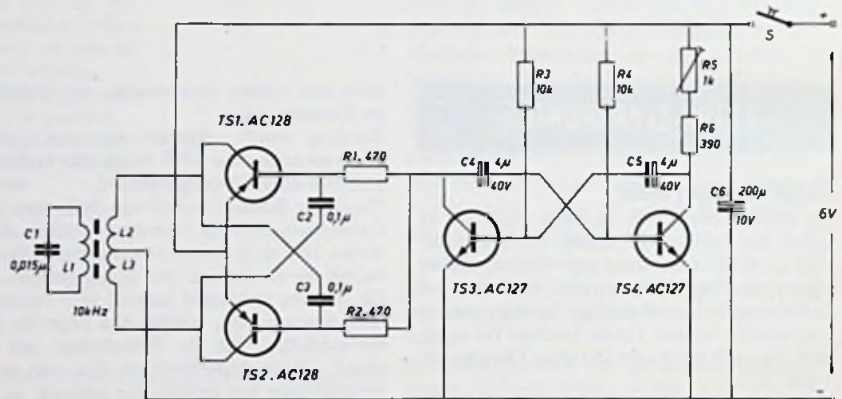 S
+
R3
10k
R4
10k
R5
1k
R6
390
TS1. AC128
R1. 470
C4
4µ
40V
C5
4µ
40V
C6
200µ
10V
6V
C2
0,1µ
C1
0,015µ
L1
L2
L3
10kHz
C3
0,1µ
TS3. AC127
TS4. AC127
R2. 470
TS2. AC128
-